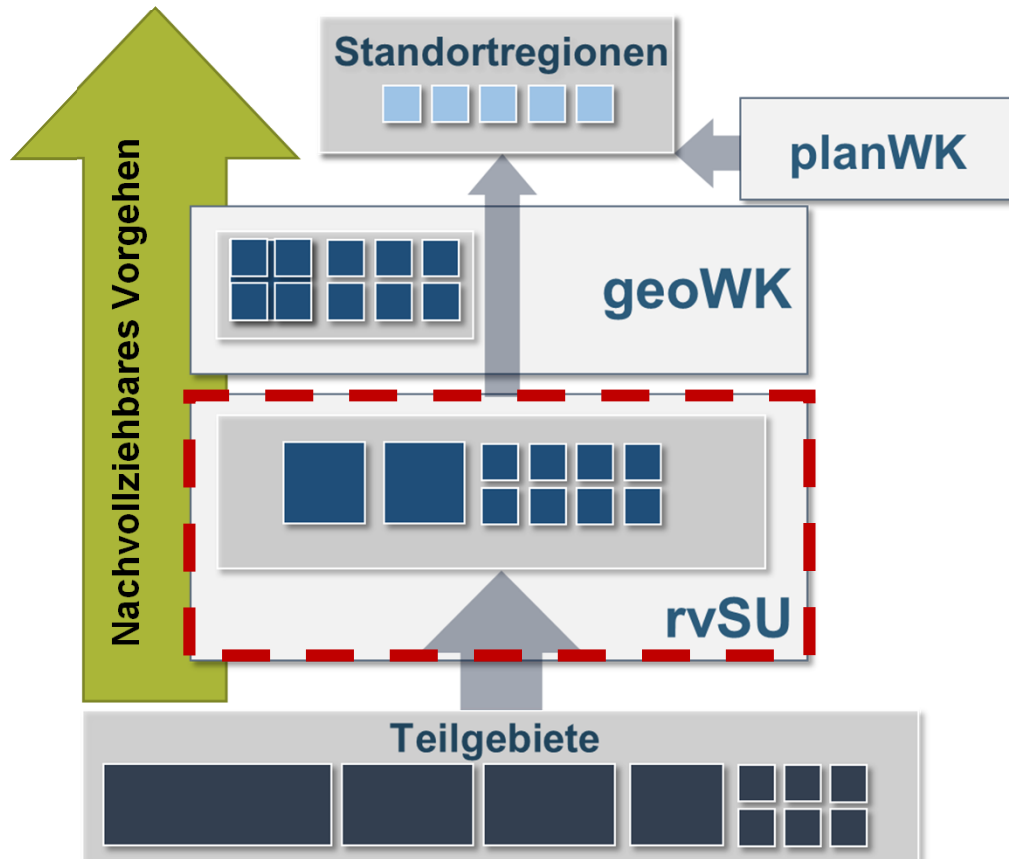 Standortregionen
planWK
Nachvollziehbares Vorgehen
geoWK
rvSU
Teilgebiete